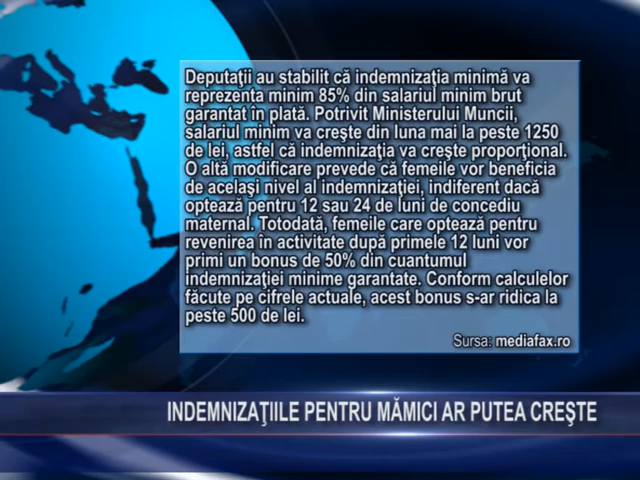 Deputaţii au stabilit că indemnizaţia minimă va
reprezenta minim 85% din salariul minim brut
garantat în plată. Potrivit Ministerului Muncii,
salariul minim va creşte din luna mai la peste 1250
de lei, astfel că indemnizaţia va creşte proporţional.
O altă modificare prevede că femeile vor beneficia
de acelaşi nivel al indemnizaţiei, indiferent dacă
optează pentru 12 sau 24 de luni de concediu
maternal. Totodată, femeile care optează pentru
revenirea în activitate după primele 12 luni vor
primi un bonus de 50% din cuantumul
indemnizaţiei minime garantate. Conform calculelor
făcute pe cifrele actuale, acest bonus s-ar ridica la
peste 500 de lei.
Sursa: mediafax.ro
INDEMNIZAŢIILE PENTRU MĂMICI AR PUTEA CREŞTE